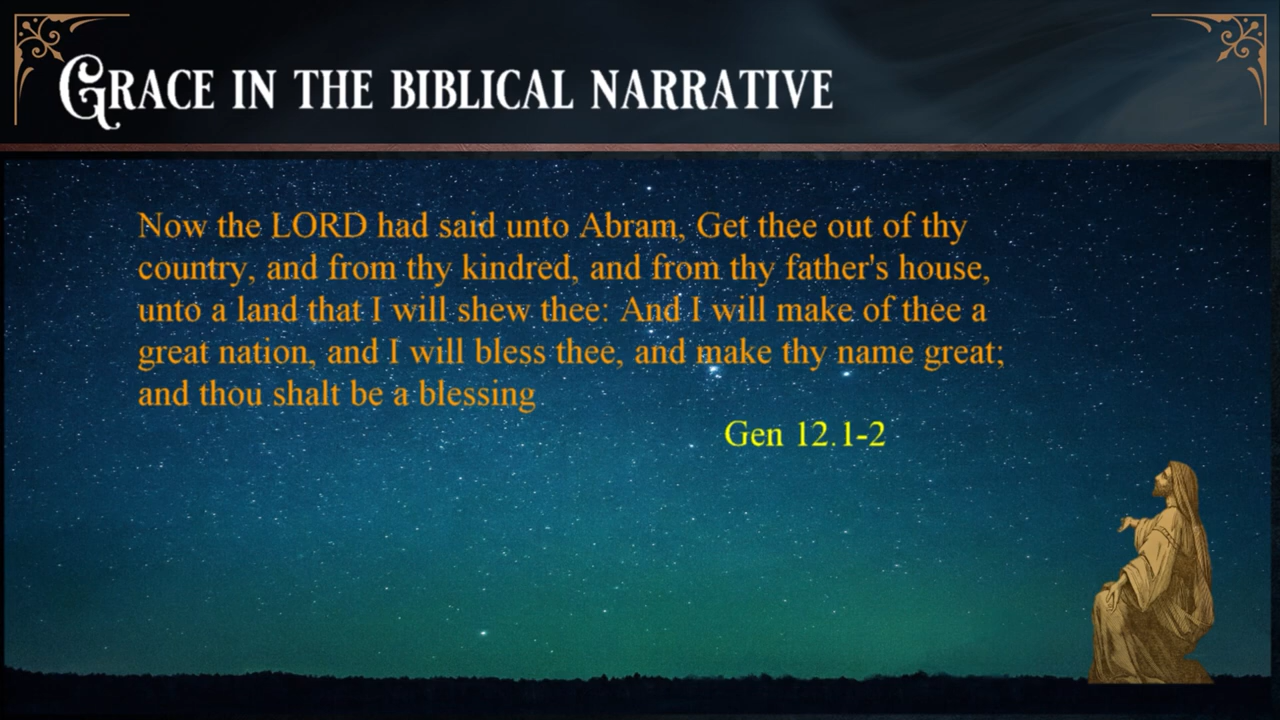 Grace in the biblical narrative
Now the LORD had said unto Abram, Get thee out of thy
country, and from thy kindred, and from thy father's house,
unto a land that I will shew thee: And I will make of thee a
great nation, and I will bless thee, and make thy name great;
and thou shalt be a blessing
Gen 12.1-2